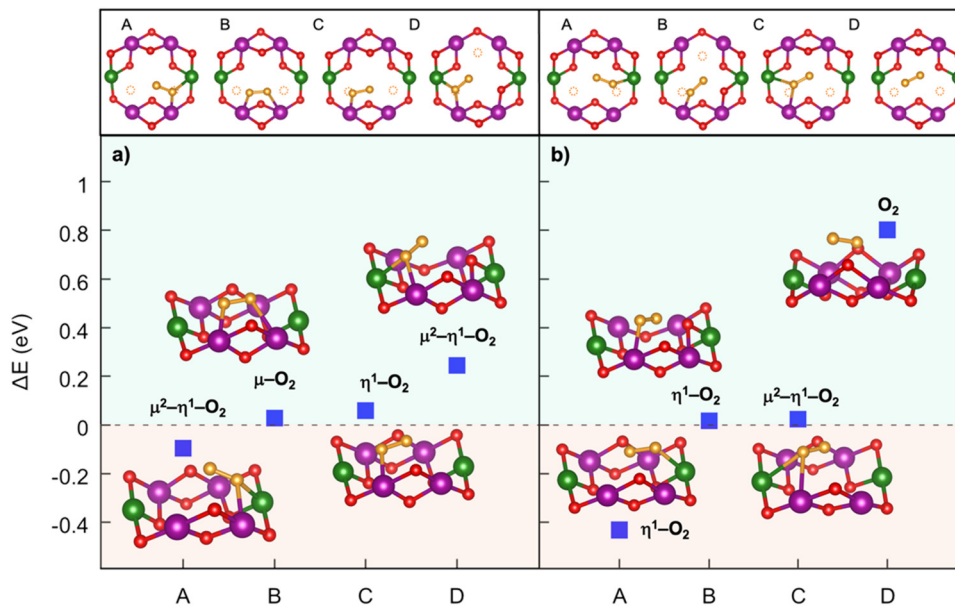 A B C D A B C D
a) b)
1
0.8
0.6
0.4
0.2
0
-0.2
-0.4
ΔE (eV)
μ²–η¹–O₂
μ–O₂
η¹–O₂
μ²–η¹–O₂
η¹–O₂
η¹–O₂
μ²–η¹–O₂
O₂
A B C D A B C D